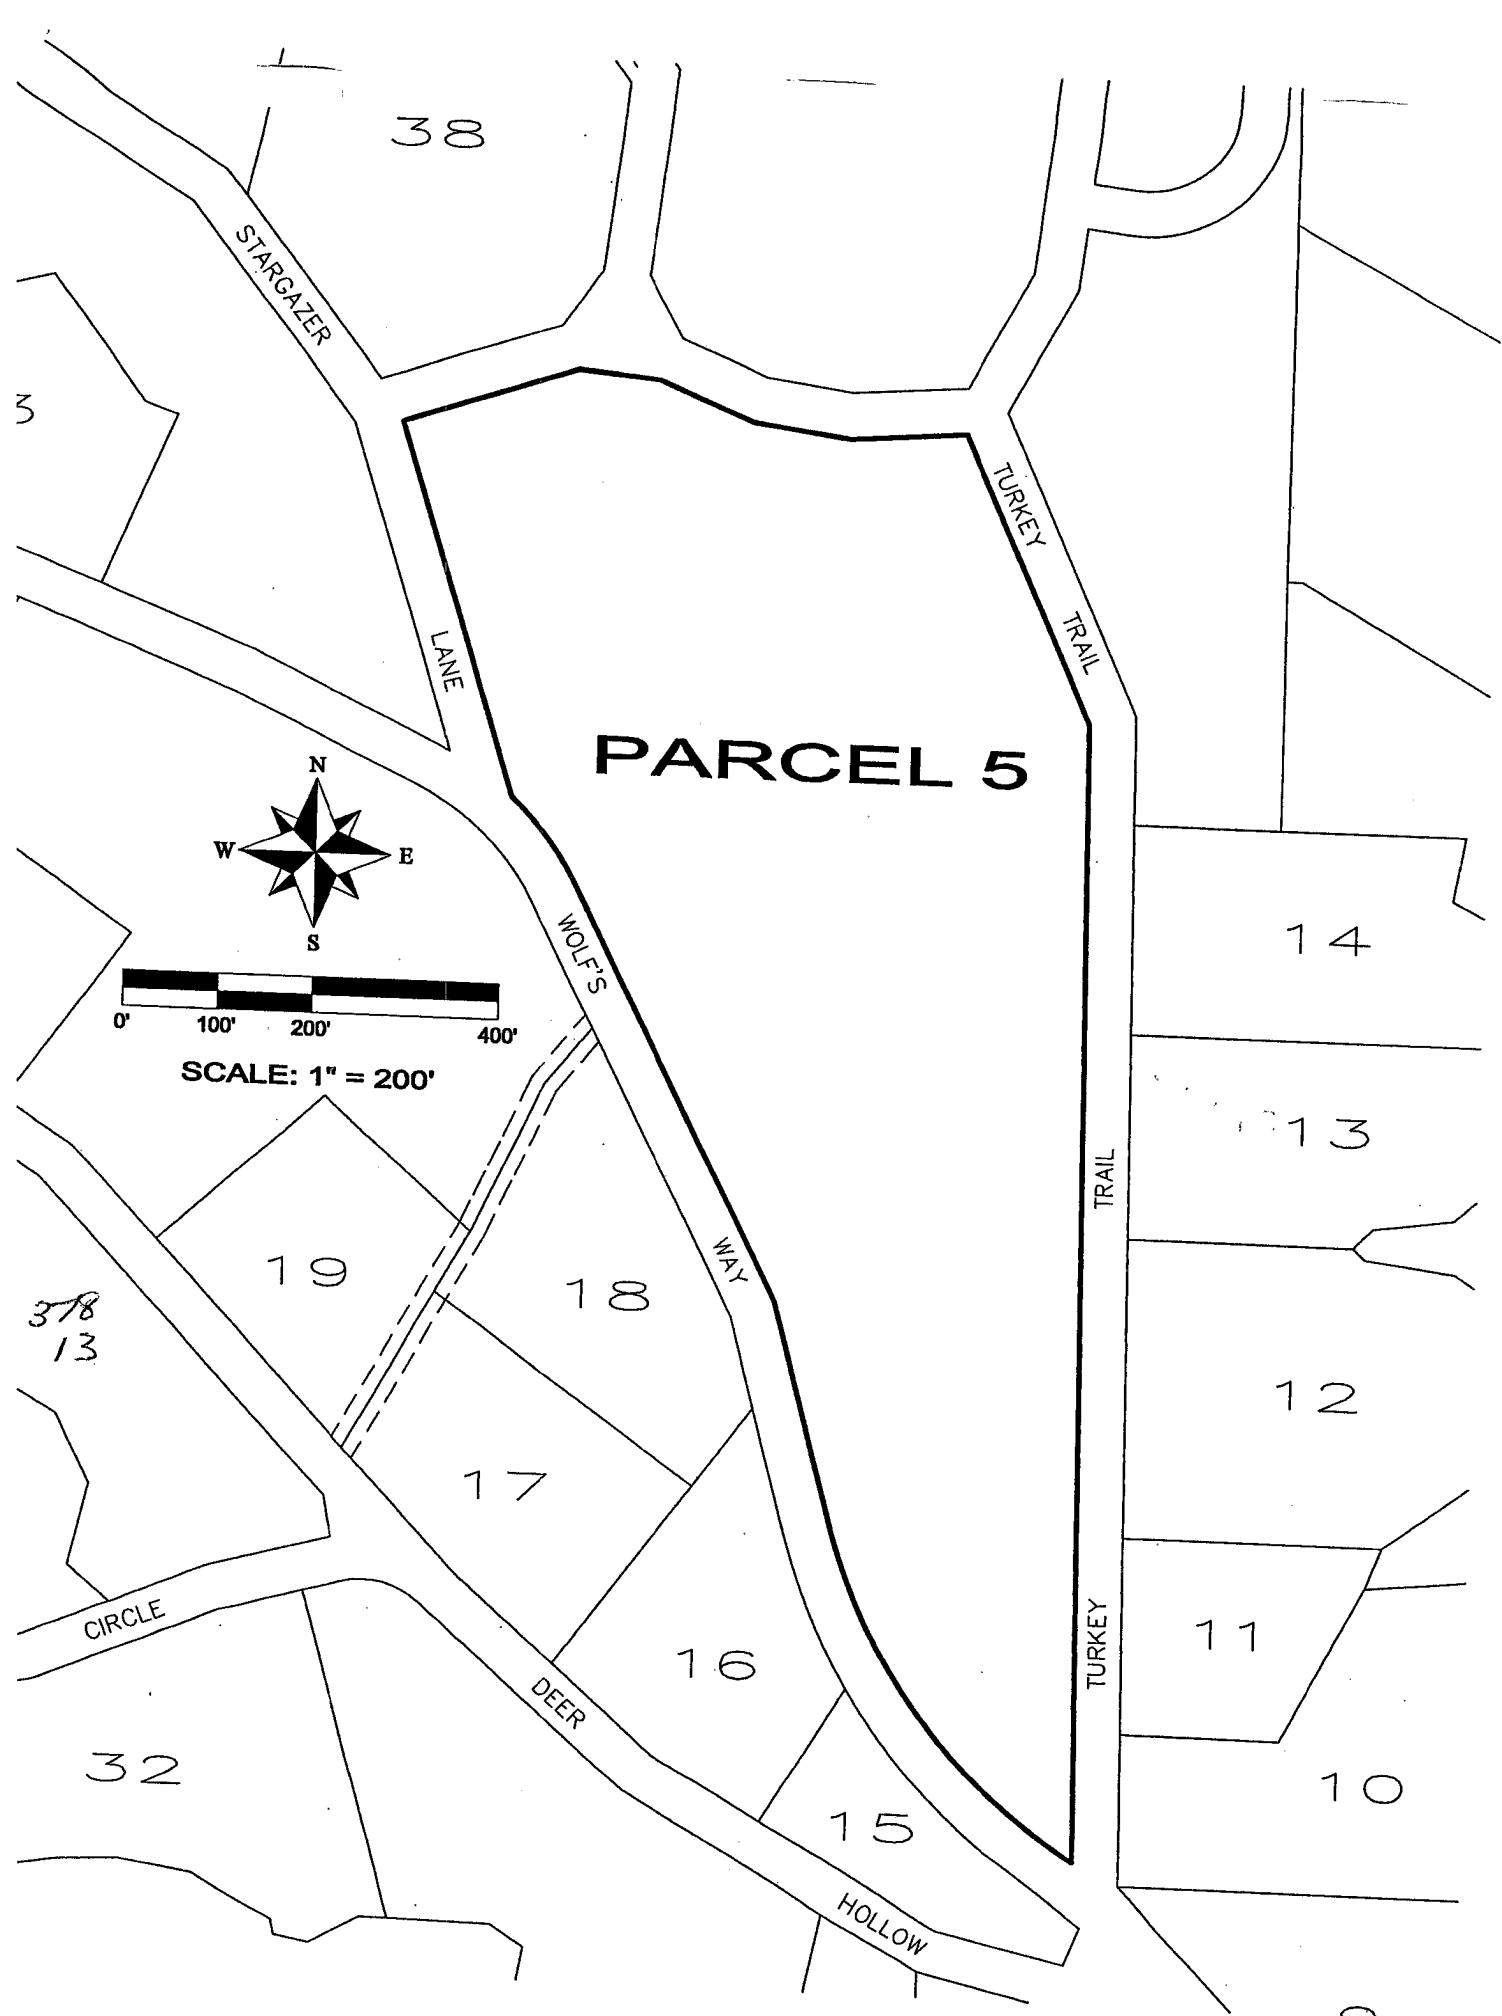 38
STARGAZER
3
TURKEY
TRAIL
LANE
PARCEL 5
N
W E
S
0' 100' 200' 400'
SCALE: 1" = 200'
WOLF'S
WAY
14
13
TRAIL
19
18
378
13
12
17
CIRCLE
TURKEY
11
16
DEER
32
10
15
HOLLOW